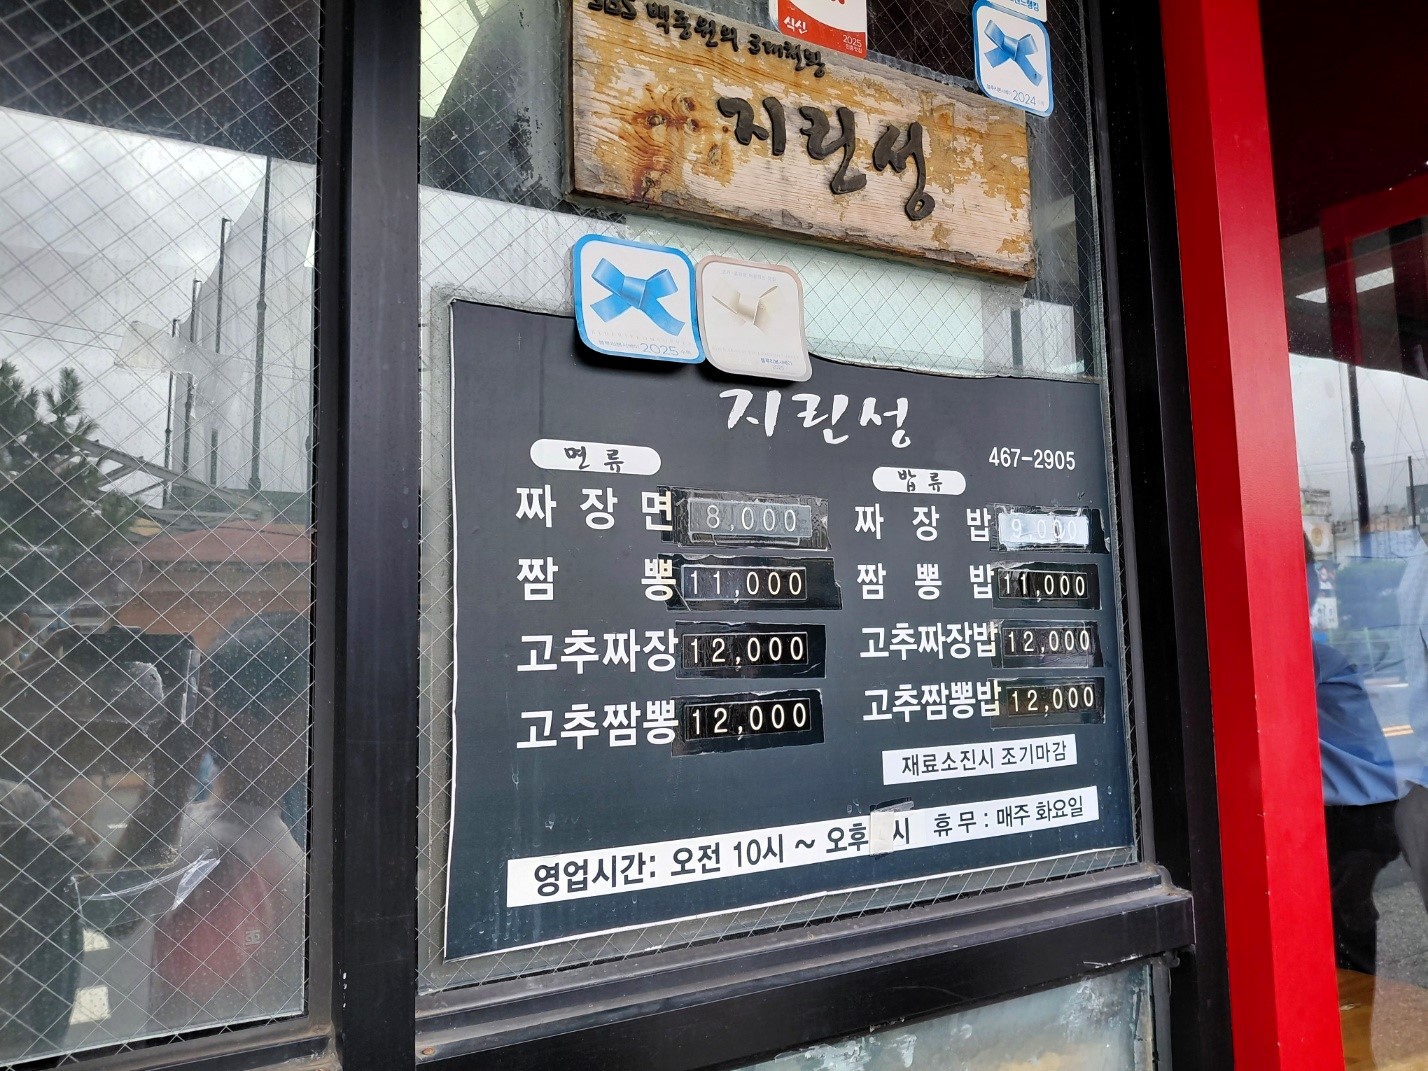 SBS 백종원의 3대천왕
식신
2025
2024
지린성
2025
지린성
467-2905
면류
짜장면 8,000
짬뽕 11,000
고추짜장 12,000
고추짬뽕 12,000
밥류
짜장밥 9,000
짬뽕밥 11,000
고추짜장밥 12,000
고추짬뽕밥 12,000
재료소진시 조기마감
영업시간: 오전 10시 ~ 오후 시 휴무 : 매주 화요일